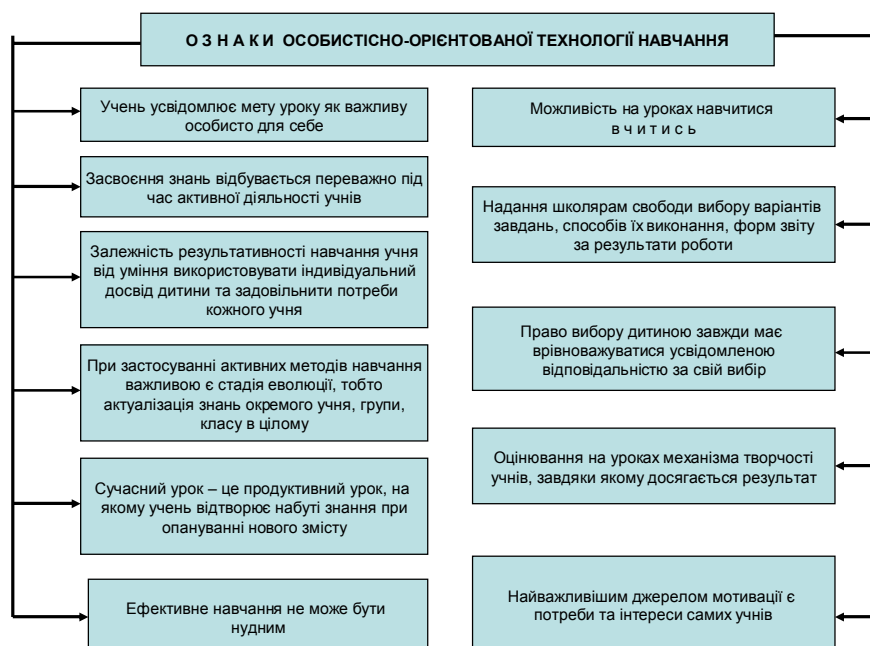 О З Н А К И ОСОБИСТІСНО-ОРІЄНТОВАНОЇ ТЕХНОЛОГІЇ НАВЧАННЯ
Учень усвідомлює мету уроку як важливу
особисто для себе
Засвоєння знань відбувається переважно під
час активної діяльності учнів
Залежність результативності навчання учня
від уміння використовувати індивідуальний
досвід дитини та задовільнити потреби
кожного учня
При застосуванні активних методів навчання
важливою є стадія еволюції, тобто
актуалізація знань окремого учня, групи,
класу в цілому
Сучасний урок – це продуктивний урок, на
якому учень відтворює набуті знання при
опануванні нового змісту
Ефективне навчання не може бути
нудним
Можливість на уроках навчитися
в ч и т и с ь
Надання школярам свободи вибору варіантів
завдань, способів їх виконання, форм звіту
за результати роботи
Право вибору дитиною завжди має
врівноважуватися усвідомленою
відповідальністю за свій вибір
Оцінювання на уроках механізма творчості
учнів, завдяки якому досягається результат
Найважливішим джерелом мотивації є
потреби та інтереси самих учнів